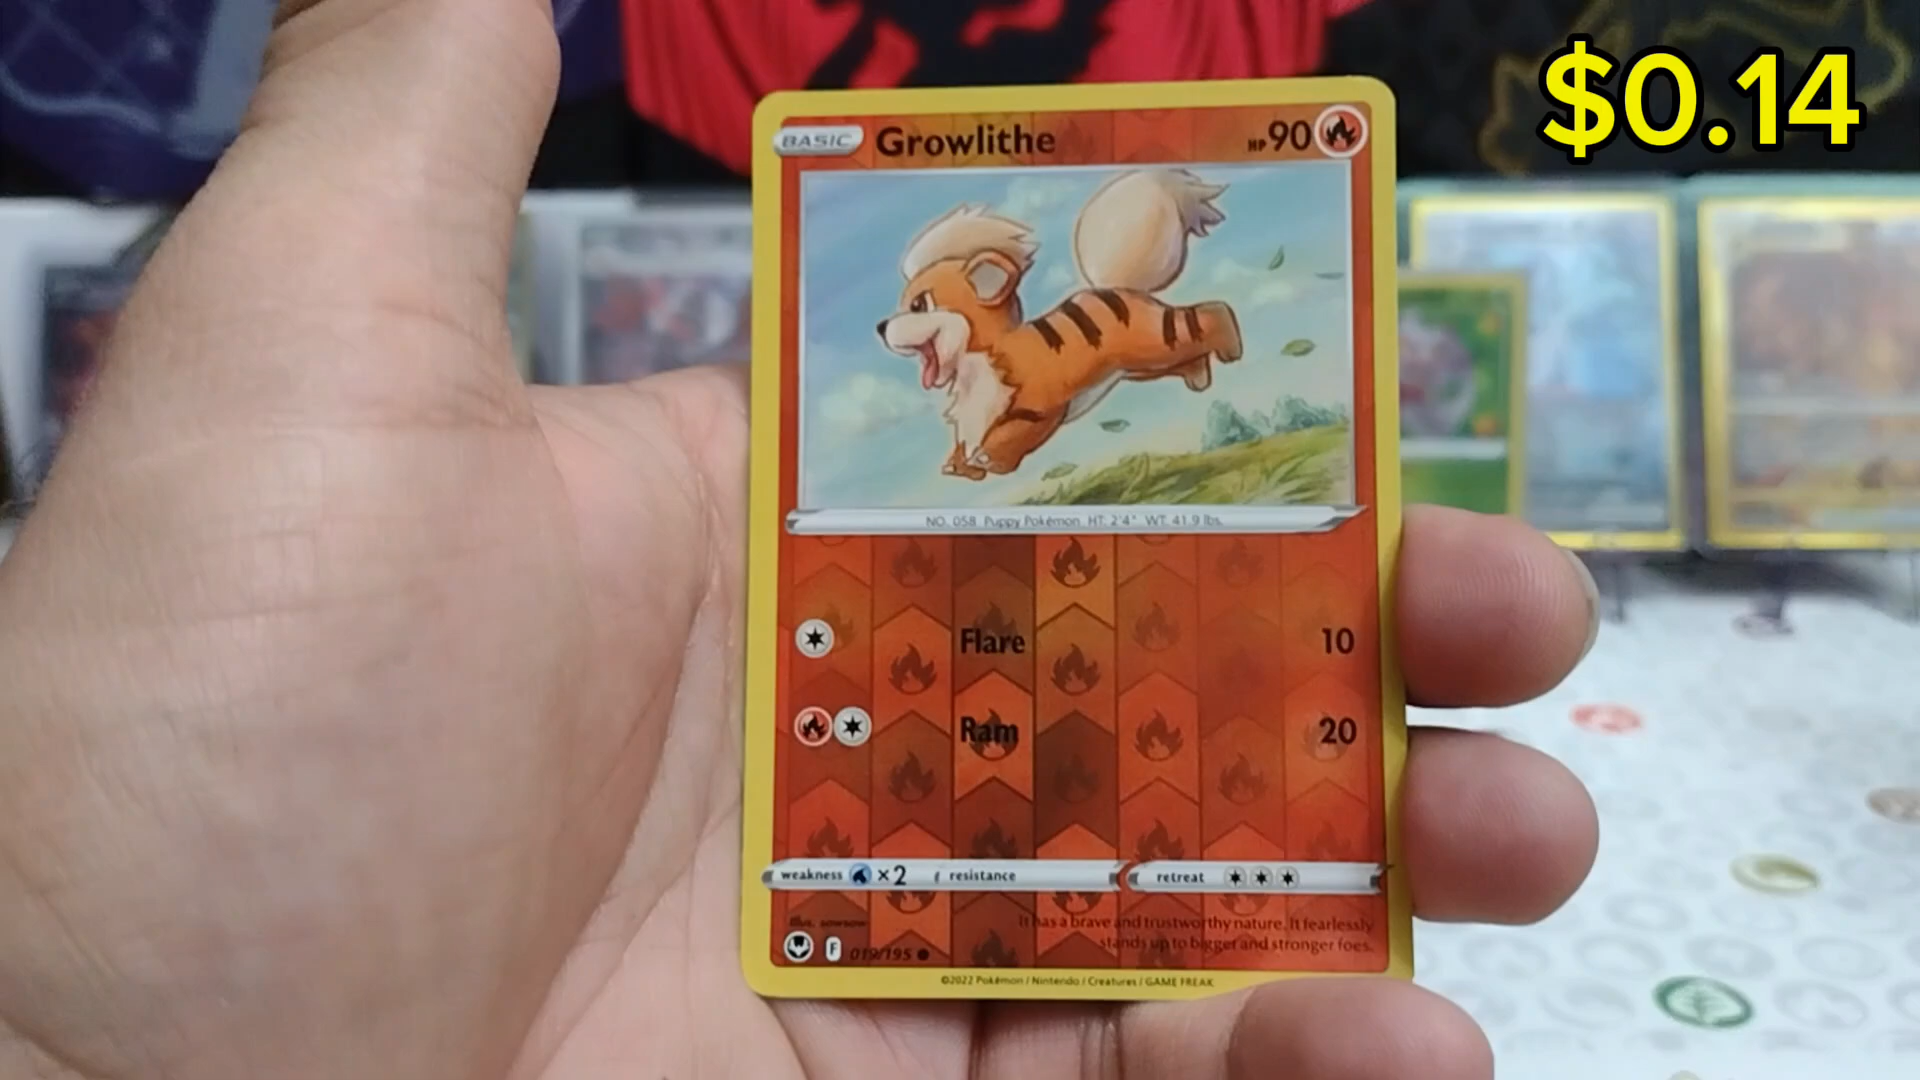 $0.14
BASIC Growlithe HP 90
NO. 058 Puppy Pokémon HT: 2'4" WT: 41.9 lbs.
Flare 10
Ram 20
weakness ×2 resistance retreat
Illus. sowsow
It has a brave and trustworthy nature. It fearlessly
stands up to bigger and stronger foes.
F 019/195
©2022 Pokémon / Nintendo / Creatures / GAME FREAK